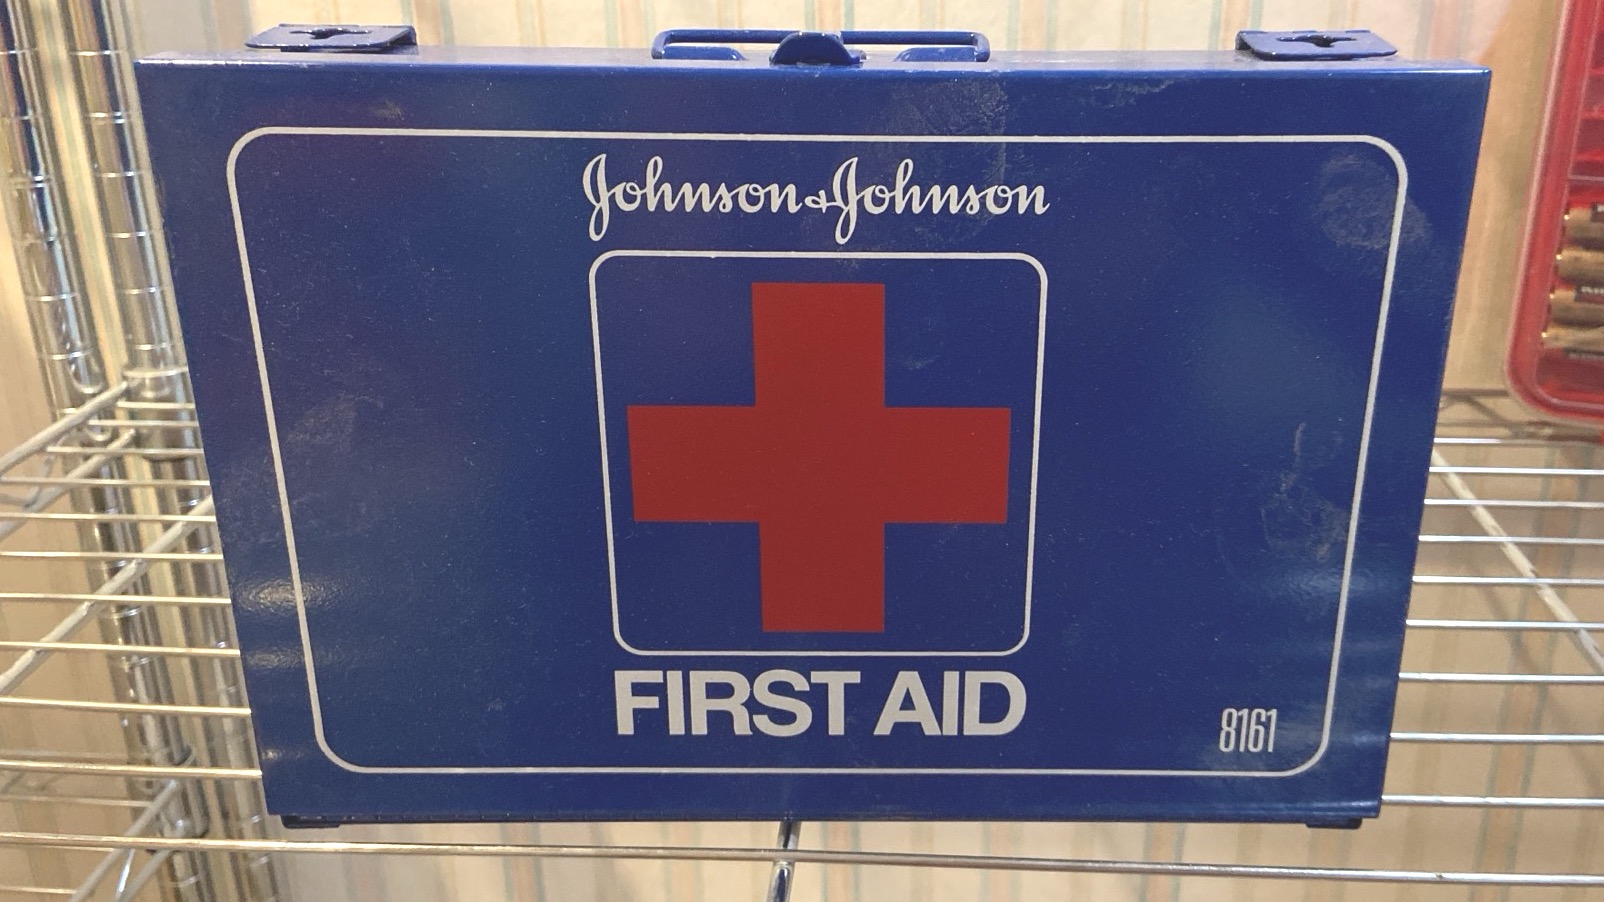 Johnson & Johnson
FIRST AID
8161